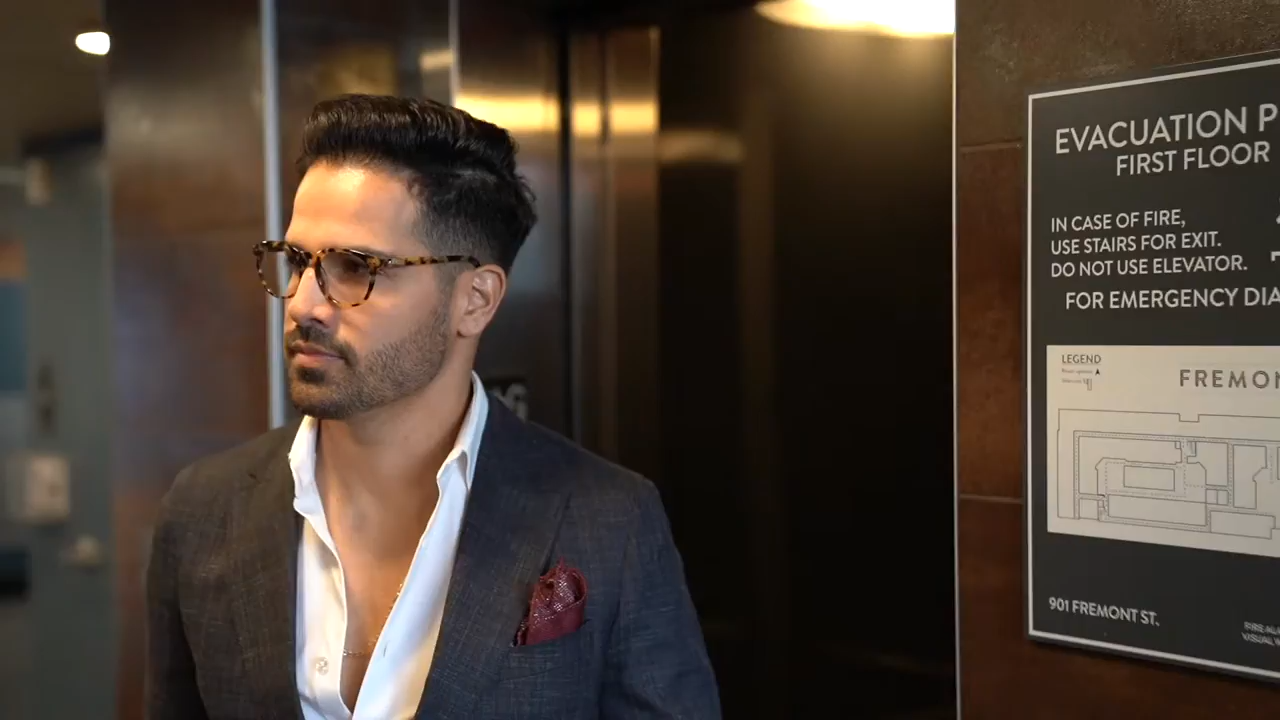 EVACUATION P
FIRST FLOOR
IN CASE OF FIRE,
USE STAIRS FOR EXIT.
DO NOT USE ELEVATOR.
FOR EMERGENCY DIA
LEGEND
FREMON
901 FREMONT ST.